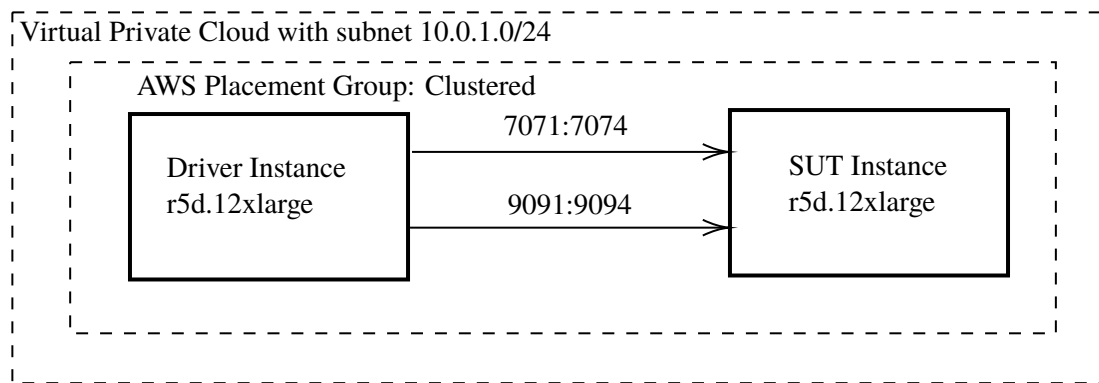 Virtual Private Cloud with subnet 10.0.1.0/24
AWS Placement Group: Clustered
7071:7074
Driver Instance
r5d.12xlarge
SUT Instance
r5d.12xlarge
9091:9094